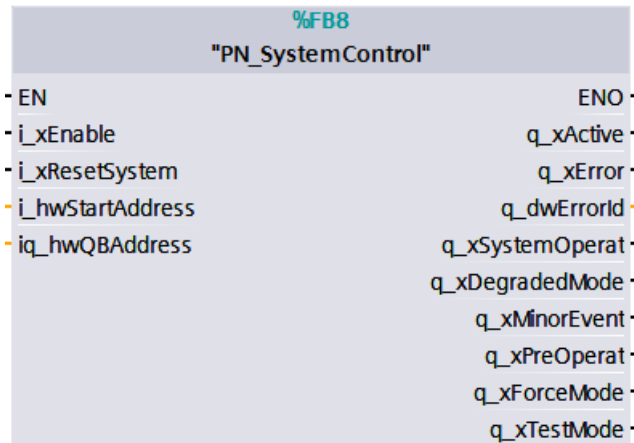 %FB8
"PN_SystemControl"
EN ENO
i_xEnable q_xActive
i_xResetSystem q_xError
i_hwStartAddress q_dwErrorId
iq_hwQBAddress q_xSystemOperat
q_xDegradedMode
q_xMinorEvent
q_xPreOperat
q_xForceMode
q_xTestMode